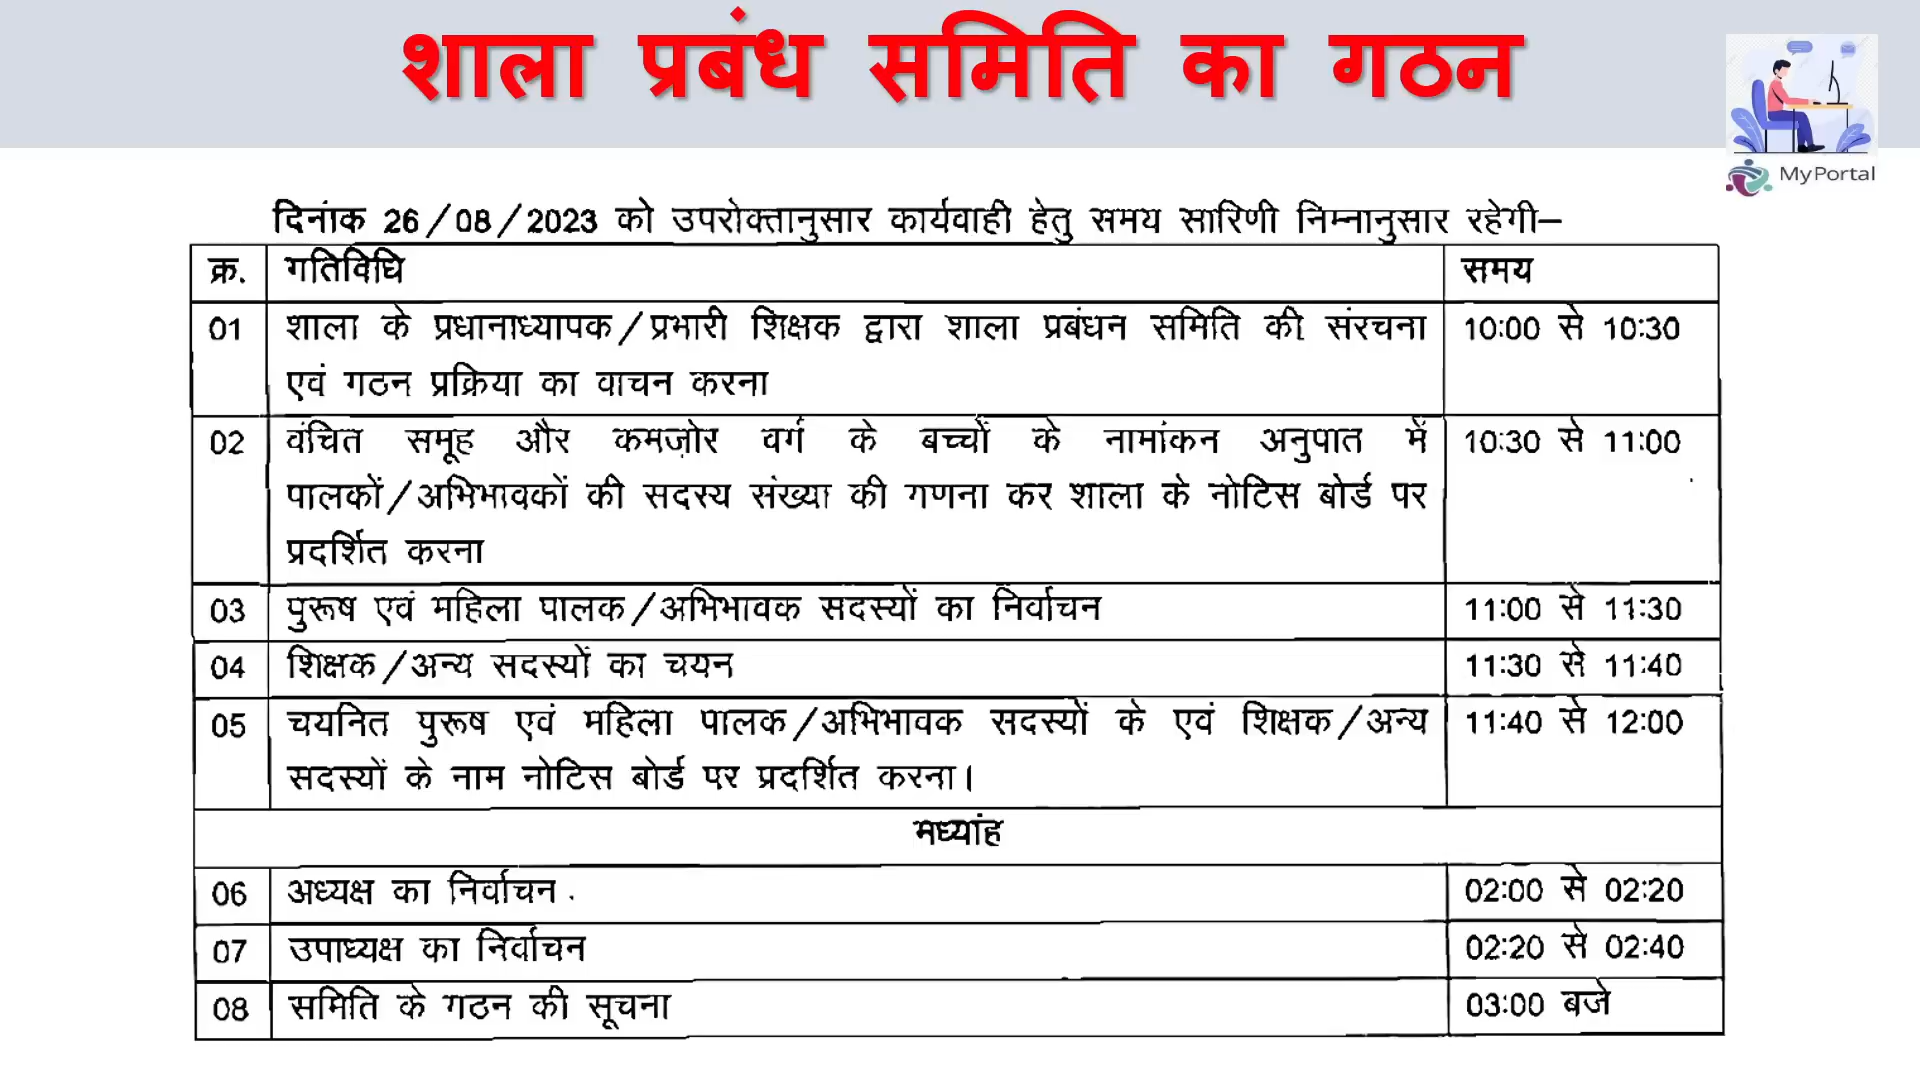 शाला प्रबंध समिति का गठन
MyPortal
दिनांक 26/08/2023 को उपरोक्तानुसार कार्यवाही हेतु समय सारिणी निम्नानुसार रहेगी–
क्र. गतिविधि समय
01 शाला के प्रधानाध्यापक/प्रभारी शिक्षक द्वारा शाला प्रबंधन समिति की संरचना 10:00 से 10:30
एवं गठन प्रक्रिया का वाचन करना
02 वंचित समूह और कमज़ोर वर्ग के बच्चों के नामांकन अनुपात में 10:30 से 11:00
पालकों/अभिभावकों की सदस्य संख्या की गणना कर शाला के नोटिस बोर्ड पर
प्रदर्शित करना
03 पुरूष एवं महिला पालक/अभिभावक सदस्यों का निर्वाचन 11:00 से 11:30
04 शिक्षक/अन्य सदस्यों का चयन 11:30 से 11:40
05 चयनित पुरूष एवं महिला पालक/अभिभावक सदस्यों के एवं शिक्षक/अन्य 11:40 से 12:00
सदस्यों के नाम नोटिस बोर्ड पर प्रदर्शित करना।
मध्यांह
06 अध्यक्ष का निर्वाचन 02:00 से 02:20
07 उपाध्यक्ष का निर्वाचन 02:20 से 02:40
08 समिति के गठन की सूचना 03:00 बजे